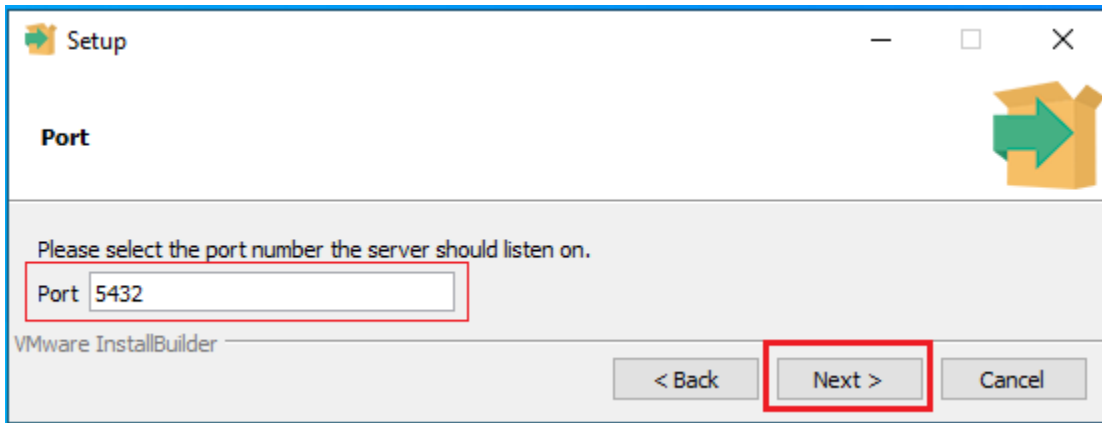 Setup
Port
Please select the port number the server should listen on.
Port 5432
VMware InstallBuilder
< Back Next > Cancel